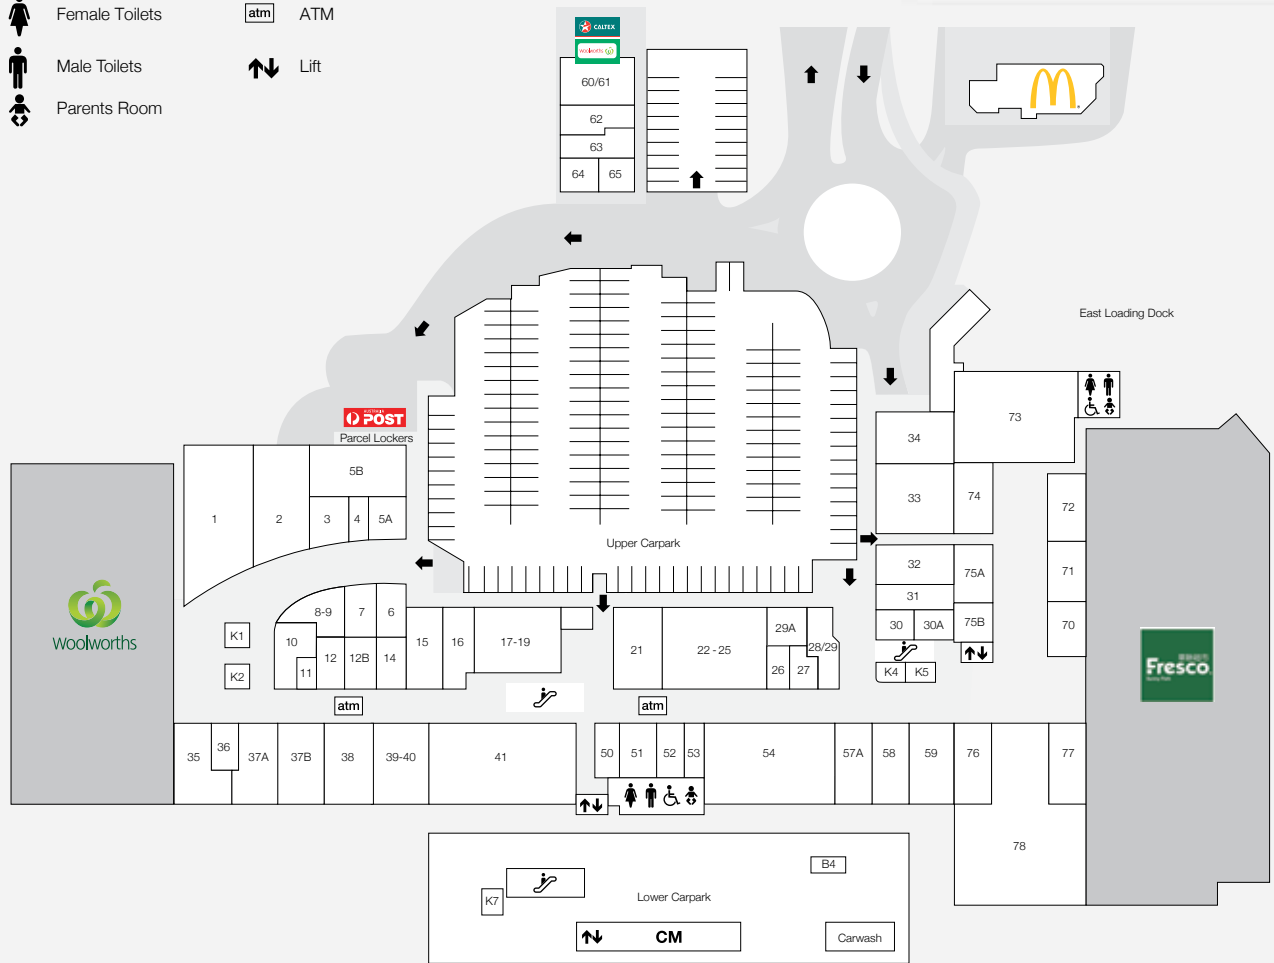 Female Toilets
atm ATM
Male Toilets
Lift
Parents Room
CALTEX
woolworths
60/61
62
63
64 65
M
East Loading Dock
AUSTRALIA
POST
Parcel Lockers
5B
1 2 3 4 5A
Upper Carpark
34
73
33
74
72
32
75A
71
31
30 30A
75B
70
K4 K5
Woolworths
K1
K2
8-9 7 6
10
11
12 12B 14
15 16 17-19
21 22 - 25
29A
26 27
28/29
Fresco
atm
atm
35 36 37A 37B 38 39-40 41
50 51 52 53 54 57A 58 59 76 77
78
B4
K7
Lower Carpark
CM
Carwash